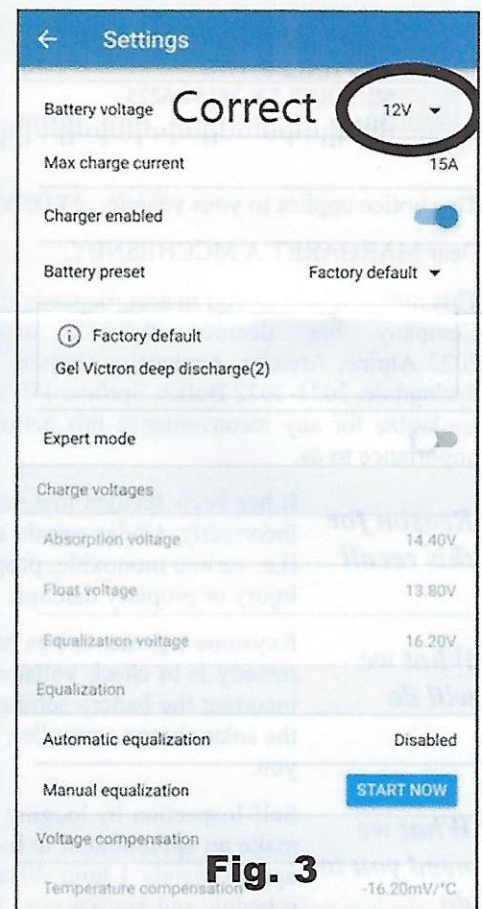 ← Settings
Battery voltage Correct 12V
Max charge current 15A
Charger enabled
Battery preset Factory default
Factory default
Gel Victron deep discharge(2)
Expert mode
Charge voltages
Absorption voltage 14.40V
Float voltage 13.80V
Equalization voltage 16.20V
Equalization
Automatic equalization Disabled
Manual equalization START NOW
Voltage compensation
Fig. 3
Temperature compensation -16.20mV/°C